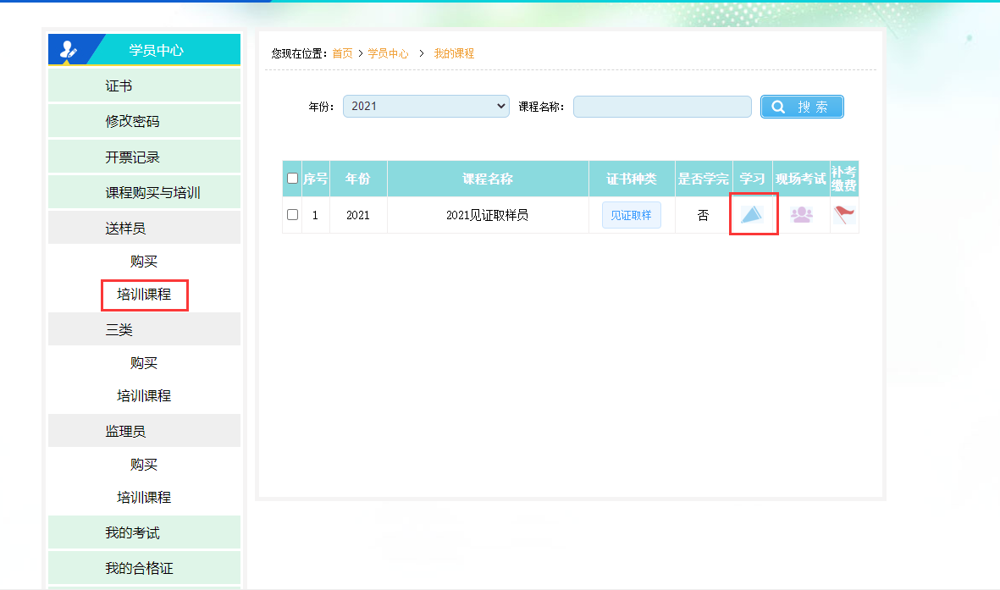 学员中心
证书
修改密码
开票记录
课程购买与培训
送样员
购买
培训课程
三类
购买
培训课程
监理员
购买
培训课程
我的考试
我的合格证
您现在位置：首页 > 学员中心 > 我的课程
年份： 2021 课程名称： 搜 索
序号 年份 课程名称 证书种类 是否学完 学习 现场考试 补考缴费
1 2021 2021见证取样员 见证取样 否